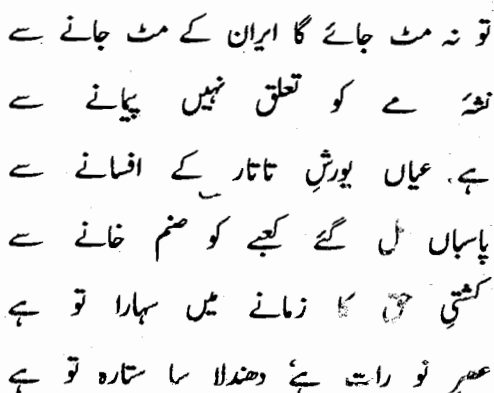 تو نہ مٹ جائے گا ایران کے مٹ جانے سے
نشۂ مے کو تعلق نہیں پیمانے سے
ہے عیاں یورشِ تاتار کے افسانے سے
پاسباں مل گئے کعبے کو صنم خانے سے
کشتیِ حق کا زمانے میں سہارا تو ہے
عصرِ نو رات ہے، دھندلا سا ستارہ تو ہے